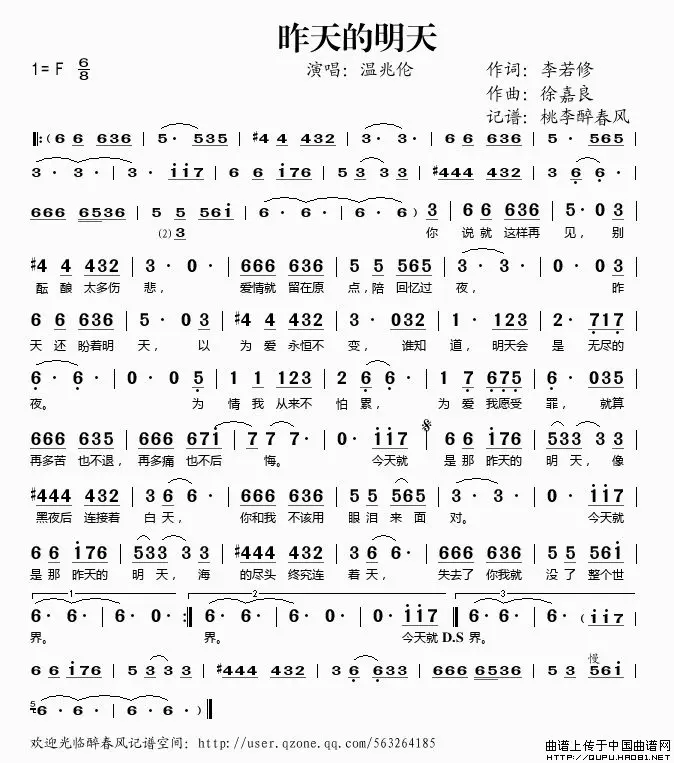 昨天的明天
1= F 6/8
演唱：温兆伦
作词：李若修
作曲：徐嘉良
记谱：桃李醉春风
‖:( 6 6 636 | 5· 535 | #4 4 432 | 3· 3· | 6 6 636 | 5· 565 |
3· 3· | 3· i i 7 | 6 6 i76 | 5 3 3 3 | #444 432 | 3 6 6· |
666 6536 | 5 5 56i | 6· 6· | 6· 6· ) 3 | 6 6 636 | 5· 0 3 |
(2) 3
你 说 就 这样再 见， 别
#4 4 432 | 3· 0· | 666 636 | 5 5 565 | 3· 3· | 0· 0 3 |
酝 酿 太多伤 悲， 爱情就 留在原 点，陪 回忆过 夜， 昨
6 6 636 | 5· 0 3 | #4 4 432 | 3· 032 | 1· 123 | 2· 717 |
天 还 盼着明 天， 以 为 爱 永恒不 变， 谁知 道， 明天会 是 无尽的
6· 6· | 0· 0 5 | 1 1 123 | 2 6 6· | 5 1 675 | 6· 035 |
夜。 为 情 我 从来不 怕 累， 为 爱 我愿受 罪， 就算
666 635 | 666 671 | 7 7 7· | 0· i i 7 | 6 6 i76 | 533 3 3 |
再多苦 也不退，再多痛 也不后 悔。 今天就 是那 昨天的 明 天，像
#444 432 | 3 6 6· | 666 636 | 5 5 565 | 3· 3· | 0· i i 7 |
黑夜后 连接着 白 天， 你和我 不该用 眼 泪 来 面 对。 今天就
6 6 i76 | 533 3 3 | #444 432 | 3 6 6· | 666 636 | 5 5 56i |
是那 昨天的 明 天，海 的尽头 终究连 着 天， 失去了 你我就 没 了 整个世
1 2 3
6· 6· | 6· 0· :‖ 6· 6· | 6· 0· | 0· i i 7 ‖ 6· 6· | 6· 6· ( i i 7 |
界。 界。 今天就 D.S 界。
6 6 i76 | 5 3 3 3 | #444 432 | 3 6 633 | 666 6536 | 5 3 56i |
慢
5 6· 6· | 6· 6· ) ‖
欢迎光临醉春风记谱空间：http://user.qzone.qq.com/563264185
曲谱上传于中国曲谱网
HTTP://QUPU.HAO81.NET